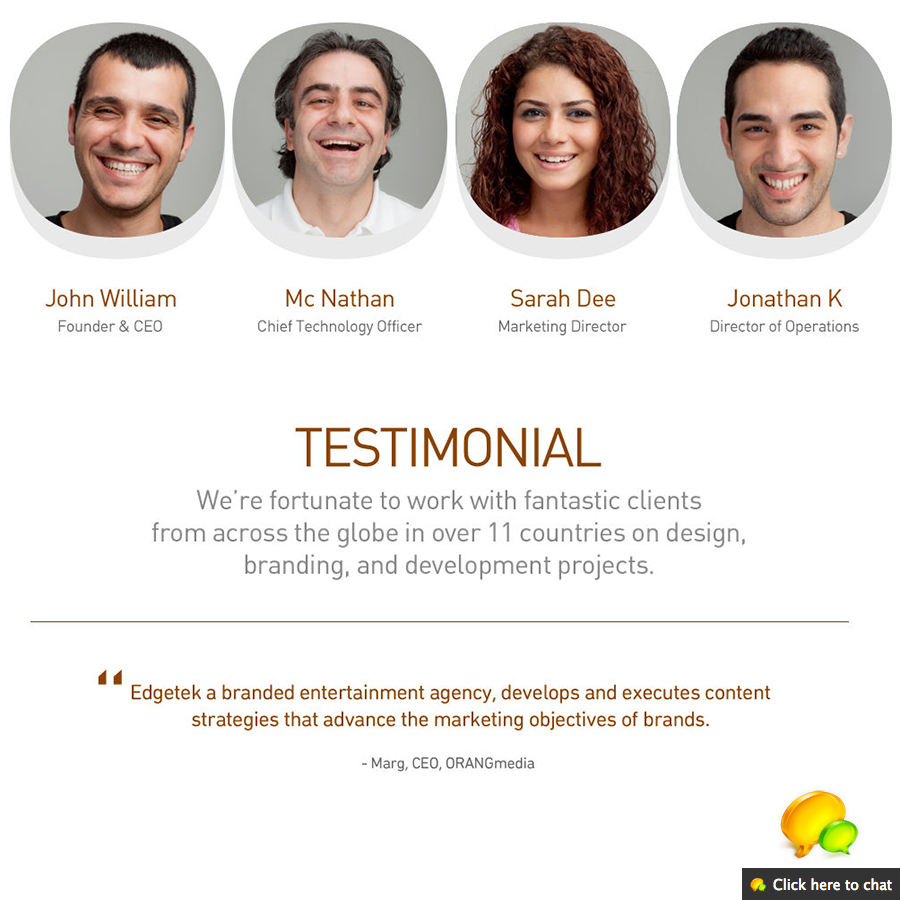 John William
Founder & CEO
Mc Nathan
Chief Technology Officer
Sarah Dee
Marketing Director
Jonathan K
Director of Operations
TESTIMONIAL
We’re fortunate to work with fantastic clients
from across the globe in over 11 countries on design,
branding, and development projects.
“ Edgetek a branded entertainment agency, develops and executes content
strategies that advance the marketing objectives of brands.
- Marg, CEO, ORANGmedia
Click here to chat